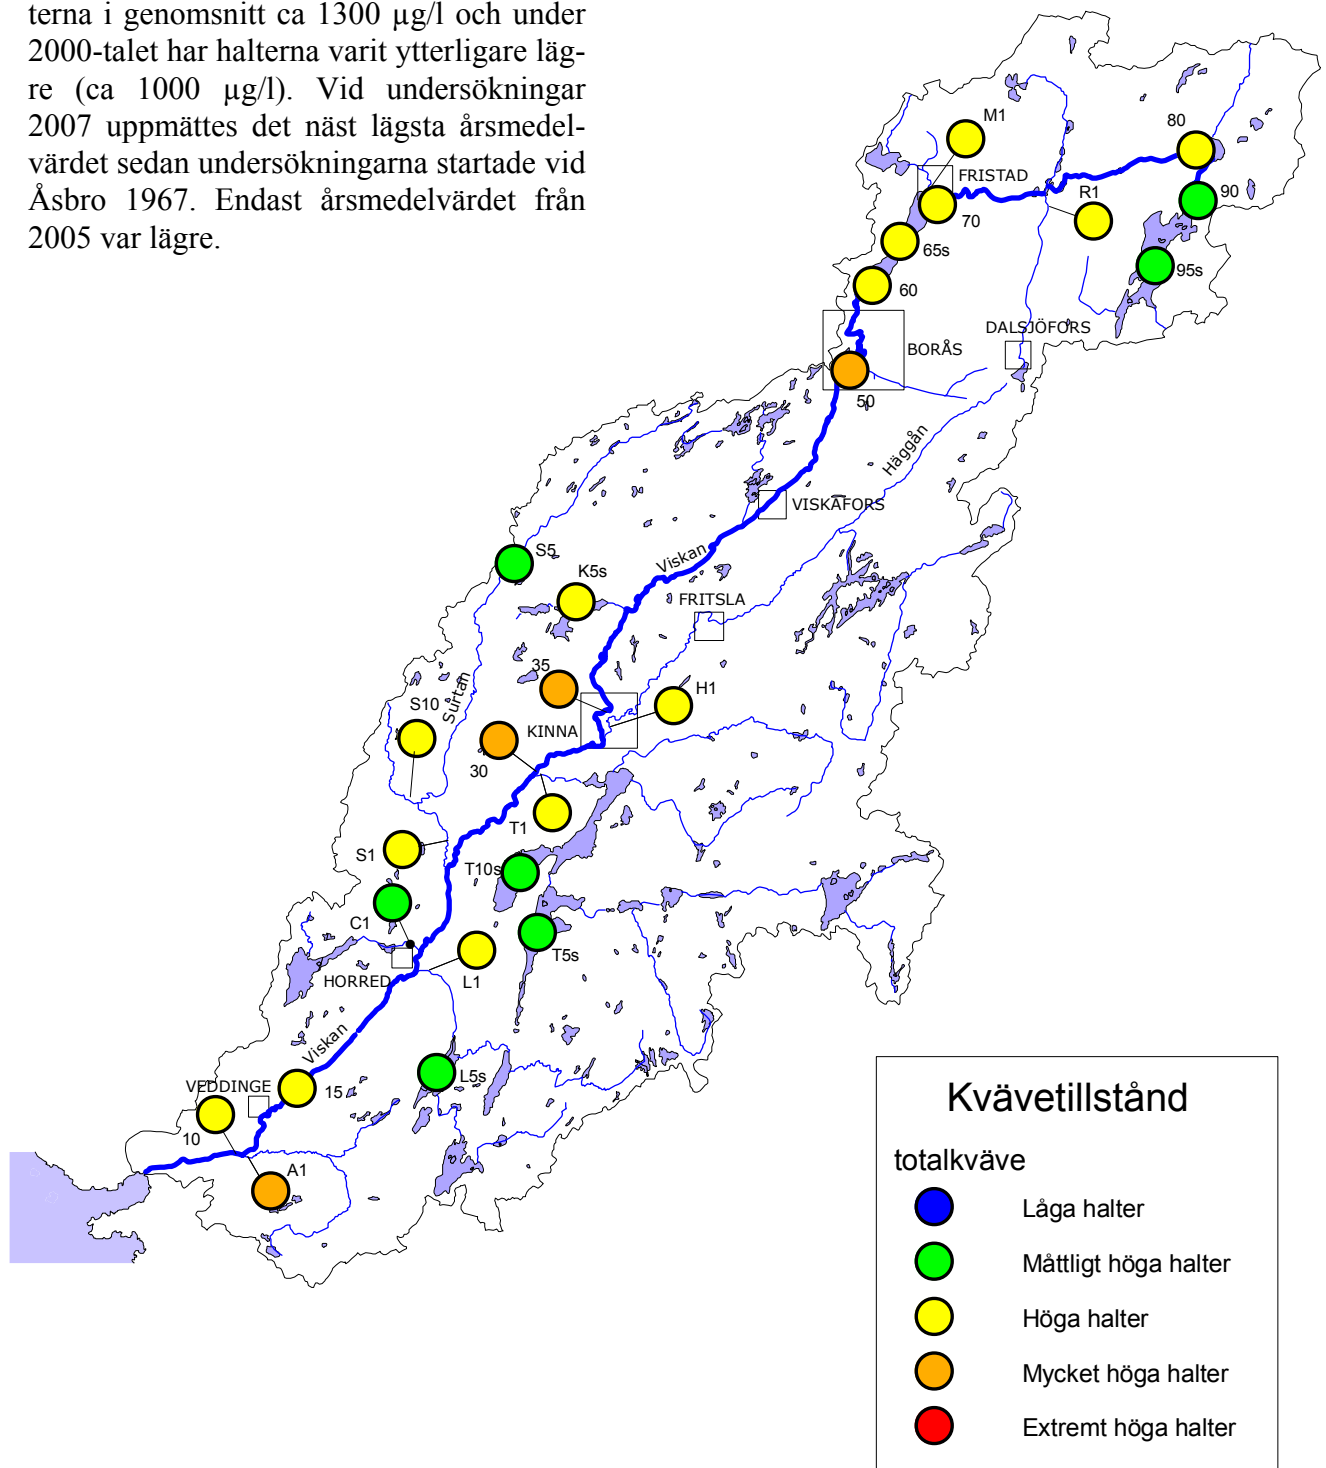 terna i genomsnitt ca 1300 µg/l och under
2000-talet har halterna varit ytterligare läg-
re (ca 1000 µg/l). Vid undersökningar
2007 uppmättes det näst lägsta årsmedel-
värdet sedan undersökningarna startade vid
Åsbro 1967. Endast årsmedelvärdet från
2005 var lägre.
M1
80
FRISTAD
R1
90
70
65s
95s
60
DALSJÖFORS
BORÅS
50
Häggån
VISKAFORS
Viskan
S5
K5s
FRITSLA
35
H1
S10
Surtan
KINNA
30
T1
S1
T10s
C1
T5s
L1
HORRED
Viskan
L5s
VEDDINGE
15
10
A1
Kvävetillstånd
totalkväve
Låga halter
Måttligt höga halter
Höga halter
Mycket höga halter
Extremt höga halter